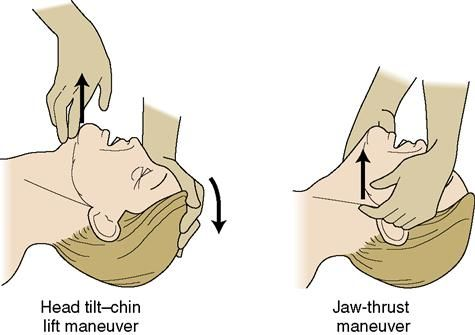 Head tilt–chin
lift maneuver
Jaw-thrust
maneuver